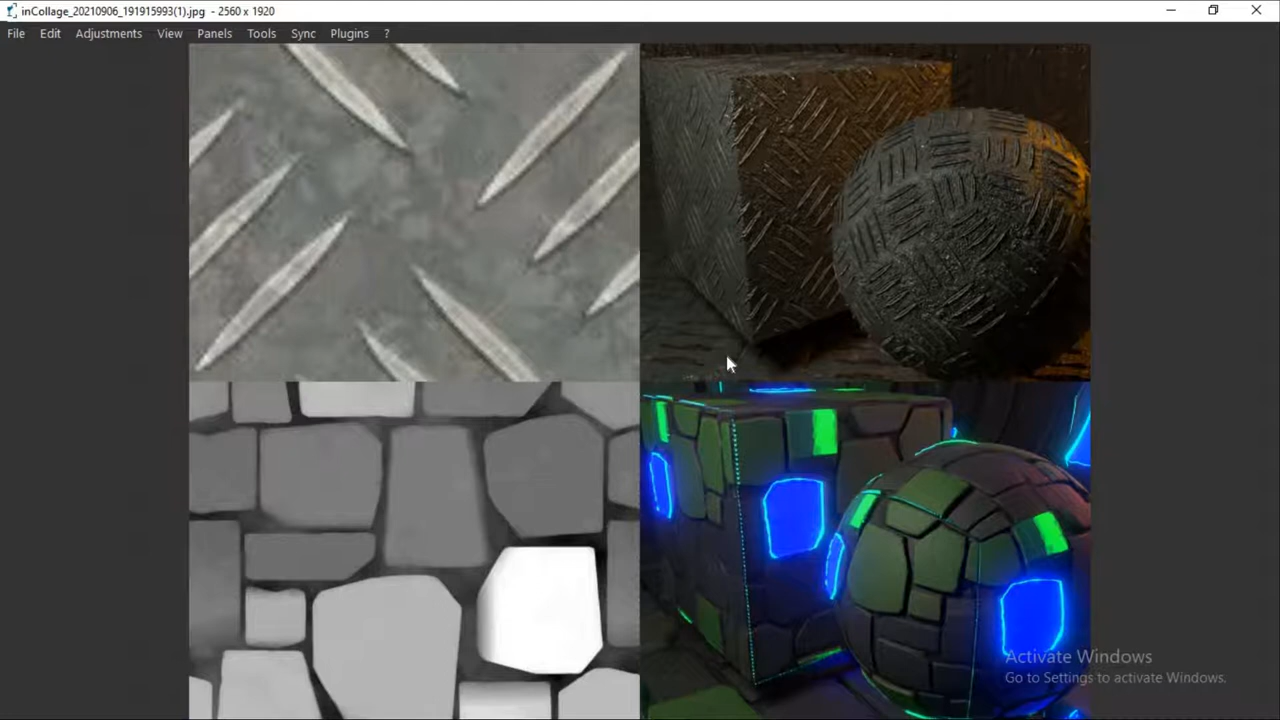 inCollage_20210906_191915993(1).jpg - 2560 x 1920
File Edit Adjustments View Panels Tools Sync Plugins ?
Activate Windows
Go to Settings to activate Windows.